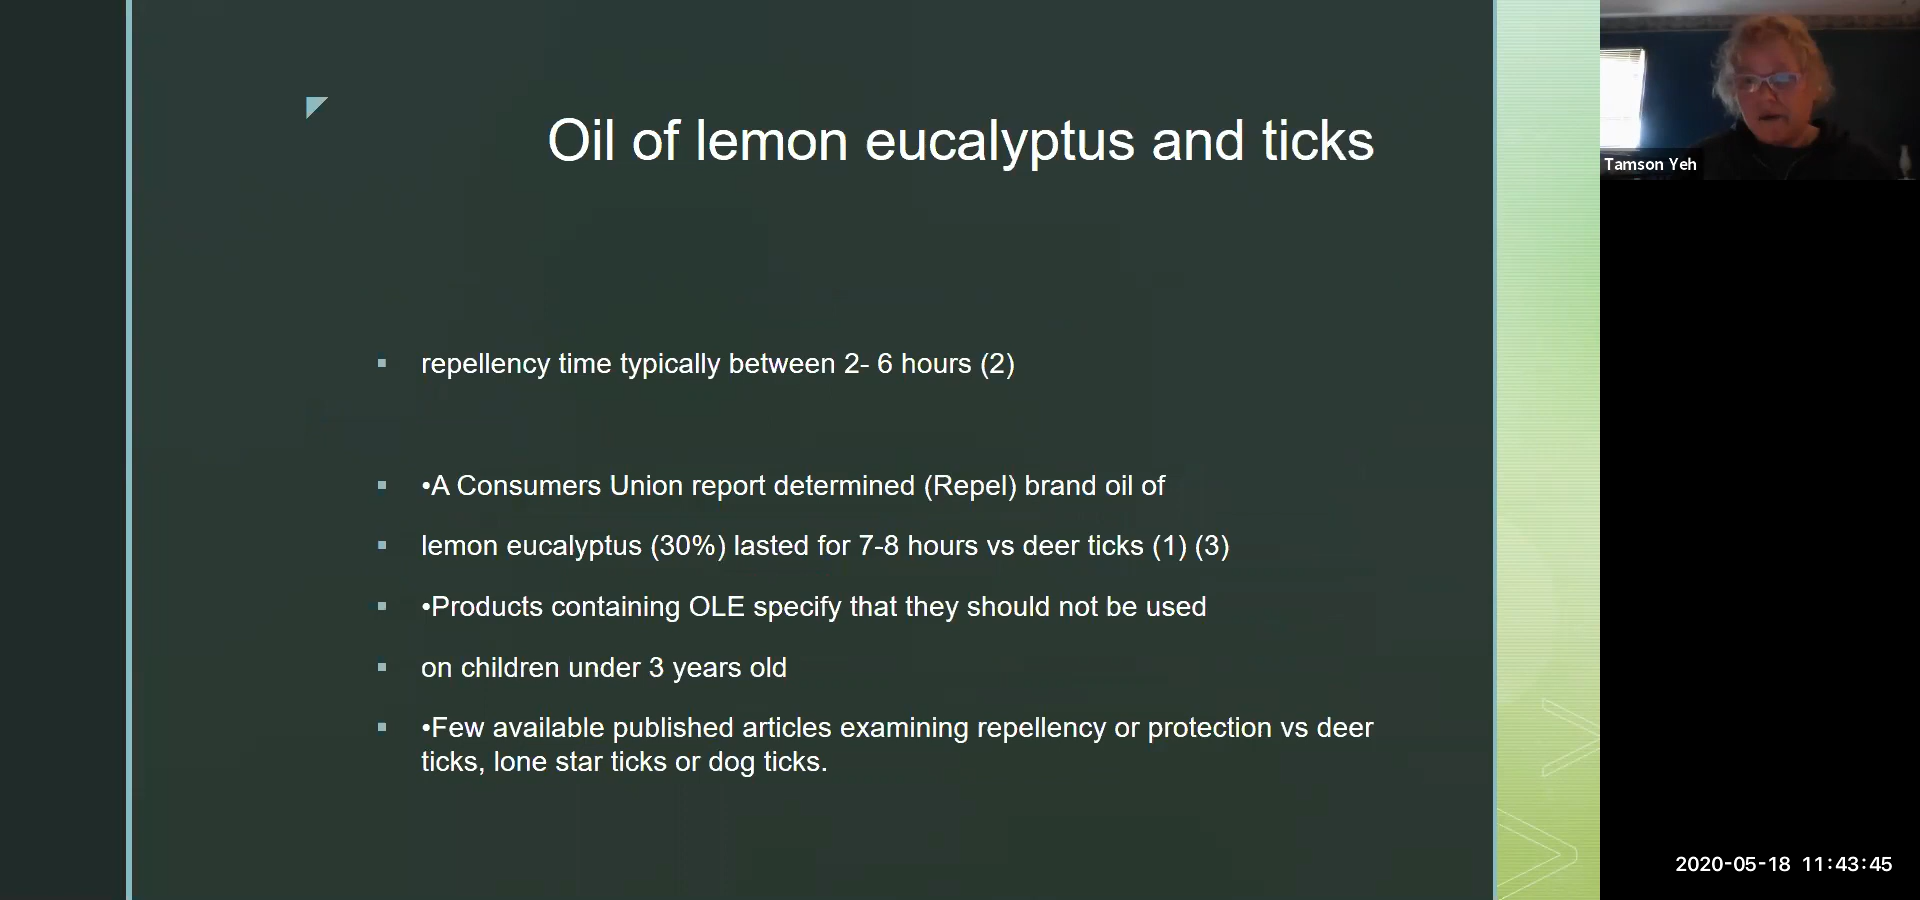 Oil of lemon eucalyptus and ticks
repellency time typically between 2- 6 hours (2)
•A Consumers Union report determined (Repel) brand oil of
lemon eucalyptus (30%) lasted for 7-8 hours vs deer ticks (1) (3)
•Products containing OLE specify that they should not be used
on children under 3 years old
•Few available published articles examining repellency or protection vs deer
ticks, lone star ticks or dog ticks.
Tamson Yeh
2020-05-18 11:43:45